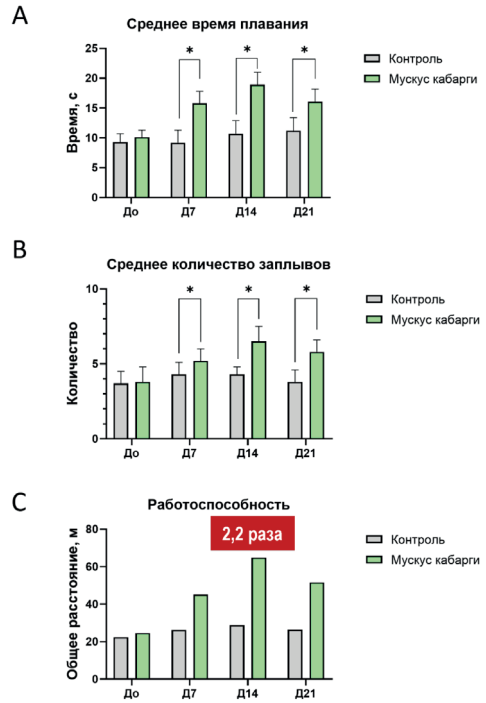 A
Среднее время плавания
Время, с
25
20
15
10
5
0
*
*
*
До
Д7
Д14
Д21
Контроль
Мускус кабарги
B
Среднее количество заплывов
Количество
10
5
0
*
*
*
До
Д7
Д14
Д21
Контроль
Мускус кабарги
C
Работоспособность
2,2 раза
Общее расстояние, м
80
60
40
20
0
До
Д7
Д14
Д21
Контроль
Мускус кабарги